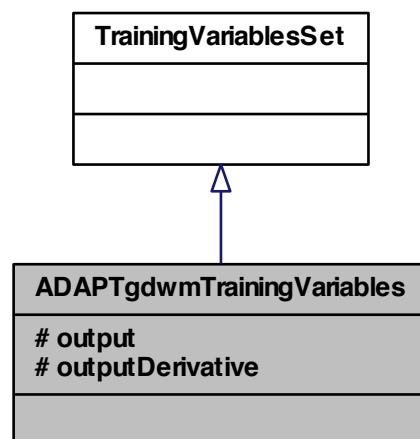 TrainingVariablesSet
ADAPTgdwmTrainingVariables
# output
# outputDerivative